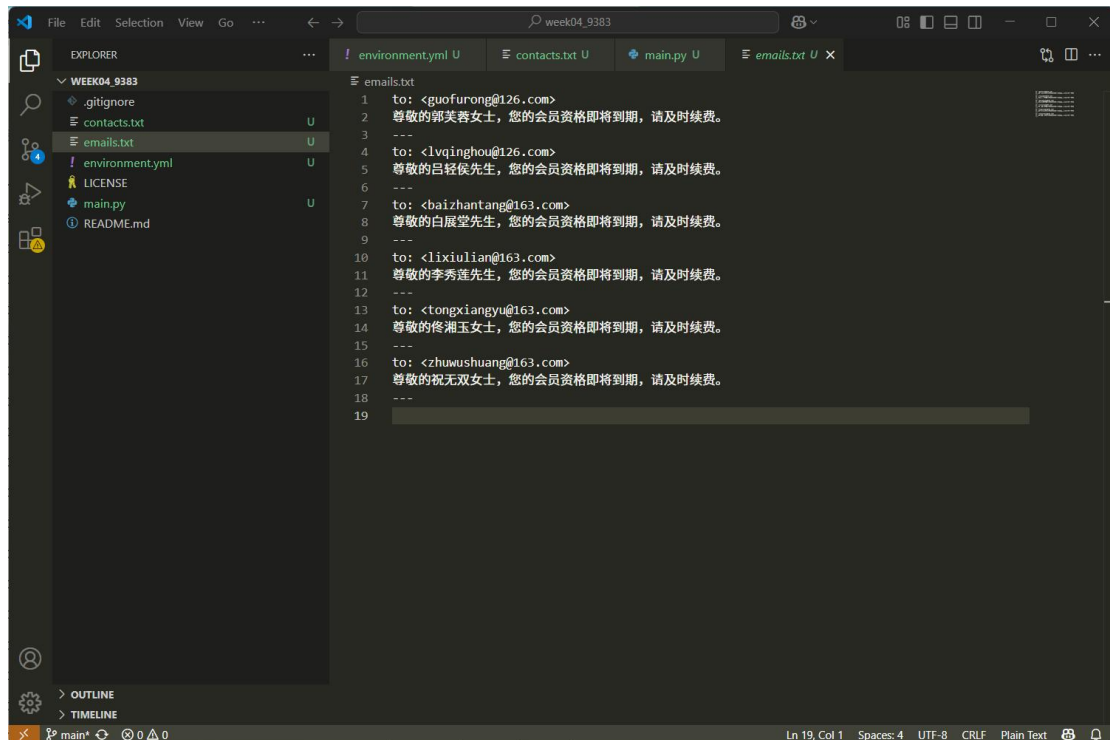 File Edit Selection View Go ··· week04_9383
EXPLORER ···
! environment.yml U
contacts.txt U
main.py U
emails.txt U
WEEK04_9383
.gitignore
contacts.txt U
emails.txt U
! environment.yml U
LICENSE
main.py U
README.md
emails.txt
1 to: <guofurong@126.com>
2 尊敬的郭芙蓉女士，您的会员资格即将到期，请及时续费。
3 ---
4 to: <lvqinghou@126.com>
5 尊敬的吕轻侯先生，您的会员资格即将到期，请及时续费。
6 ---
7 to: <baizhantang@163.com>
8 尊敬的白展堂先生，您的会员资格即将到期，请及时续费。
9 ---
10 to: <lixiulian@163.com>
11 尊敬的李秀莲先生，您的会员资格即将到期，请及时续费。
12 ---
13 to: <tongxiangyu@163.com>
14 尊敬的佟湘玉女士，您的会员资格即将到期，请及时续费。
15 ---
16 to: <zhuwushuang@163.com>
17 尊敬的祝无双女士，您的会员资格即将到期，请及时续费。
18 ---
19
4
OUTLINE
TIMELINE
main* 0 0 Ln 19, Col 1 Spaces: 4 UTF-8 CRLF Plain Text